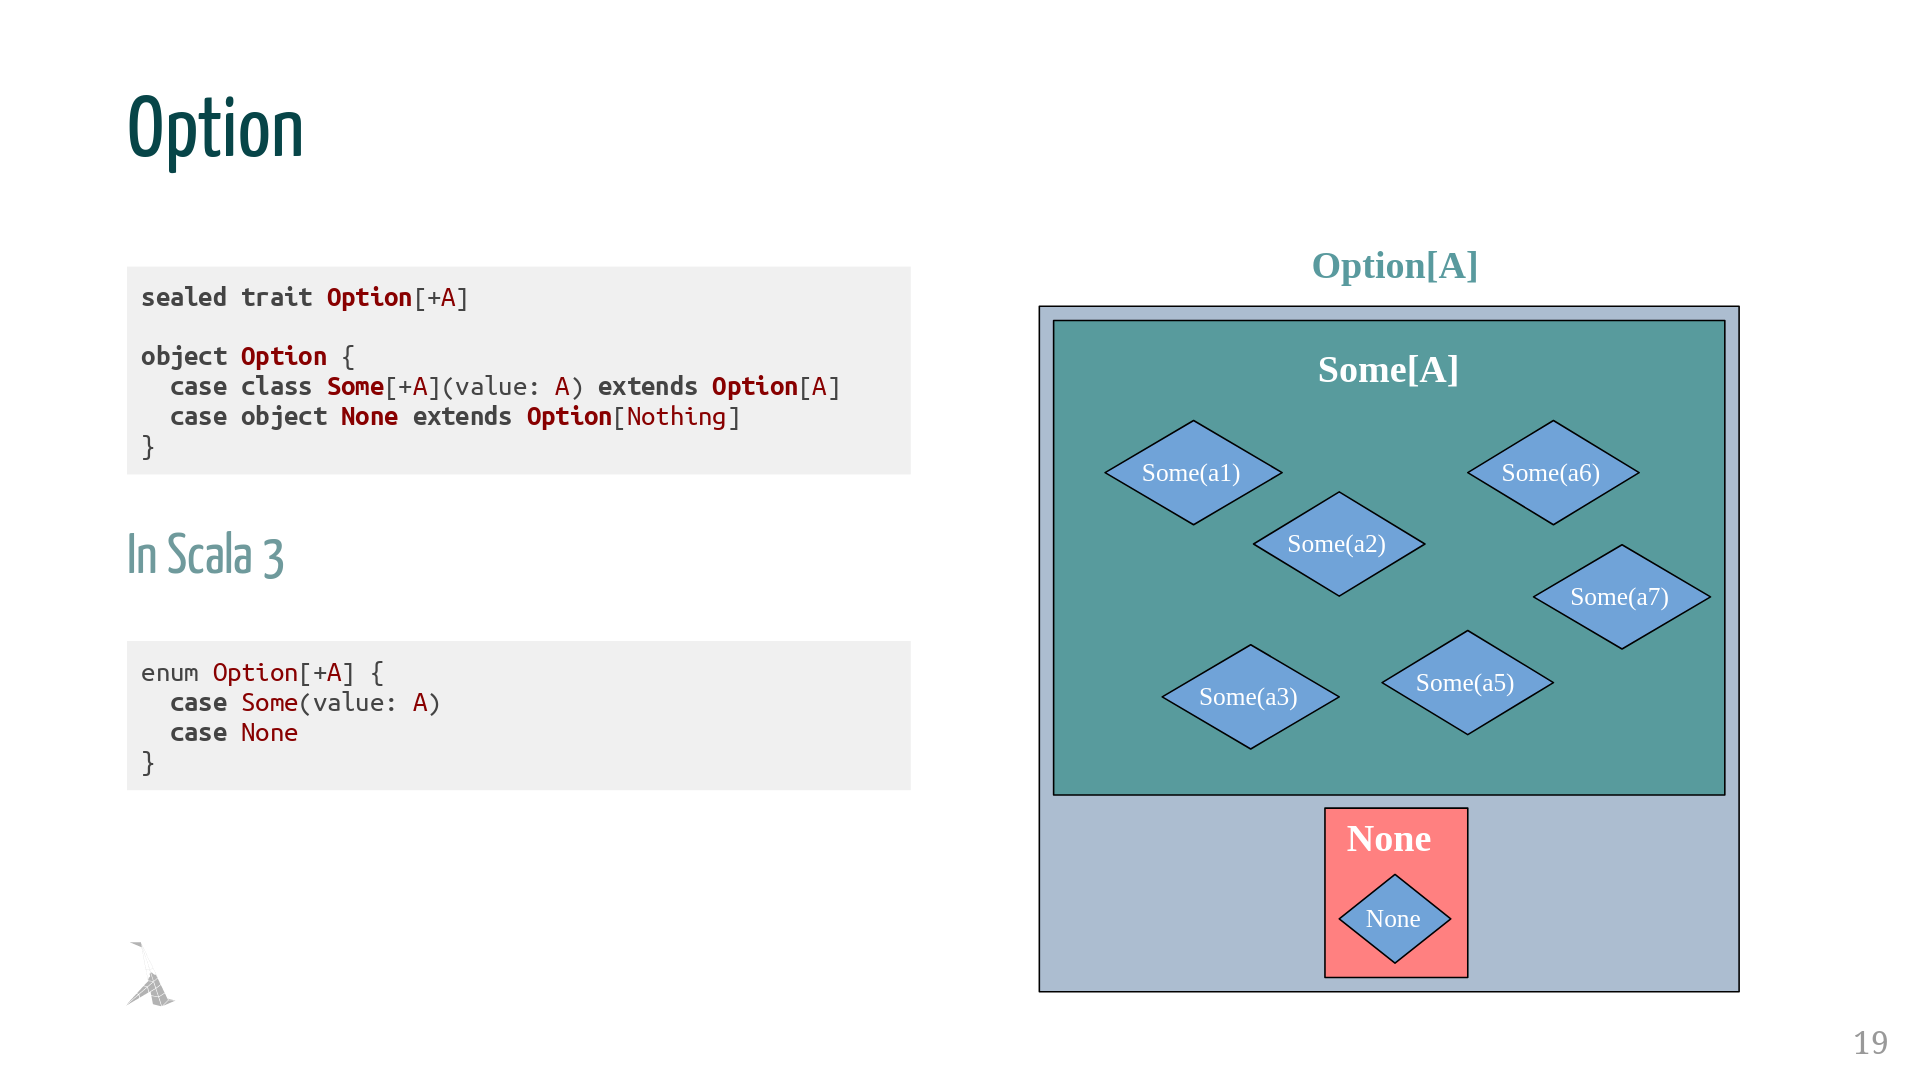 Option
sealed trait Option[+A]
object Option {
  case class Some[+A](value: A) extends Option[A]
  case object None extends Option[Nothing]
}
In Scala 3
enum Option[+A] {
  case Some(value: A)
  case None
}
Option[A]
Some[A]
Some(a1)
Some(a6)
Some(a2)
Some(a7)
Some(a3)
Some(a5)
None
None
19